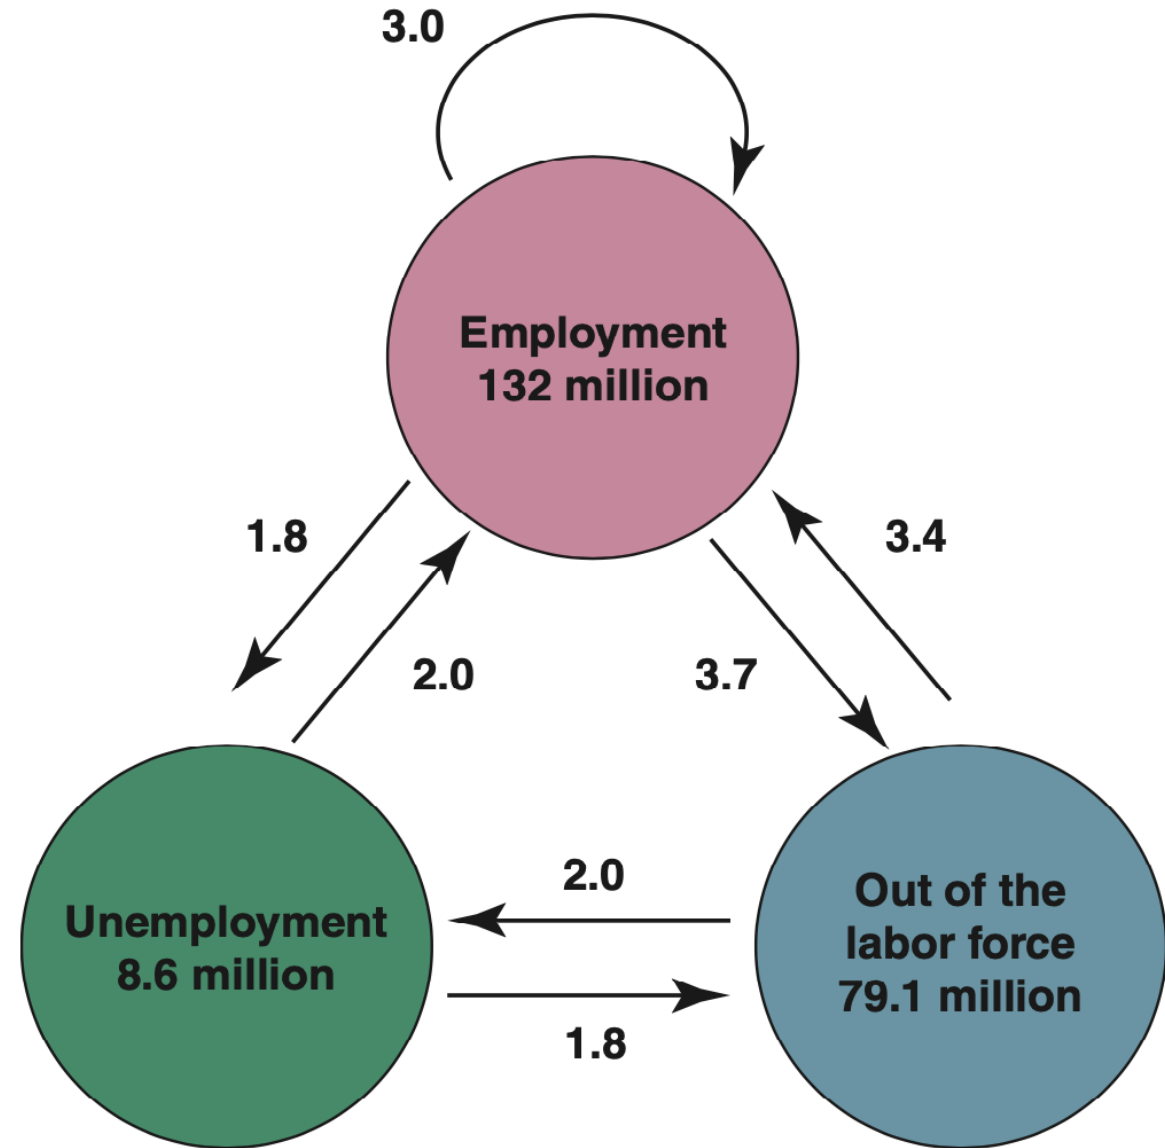 3.0
Employment
132 million
1.8
3.4
2.0
3.7
2.0
Unemployment
8.6 million
Out of the
labor force
79.1 million
1.8